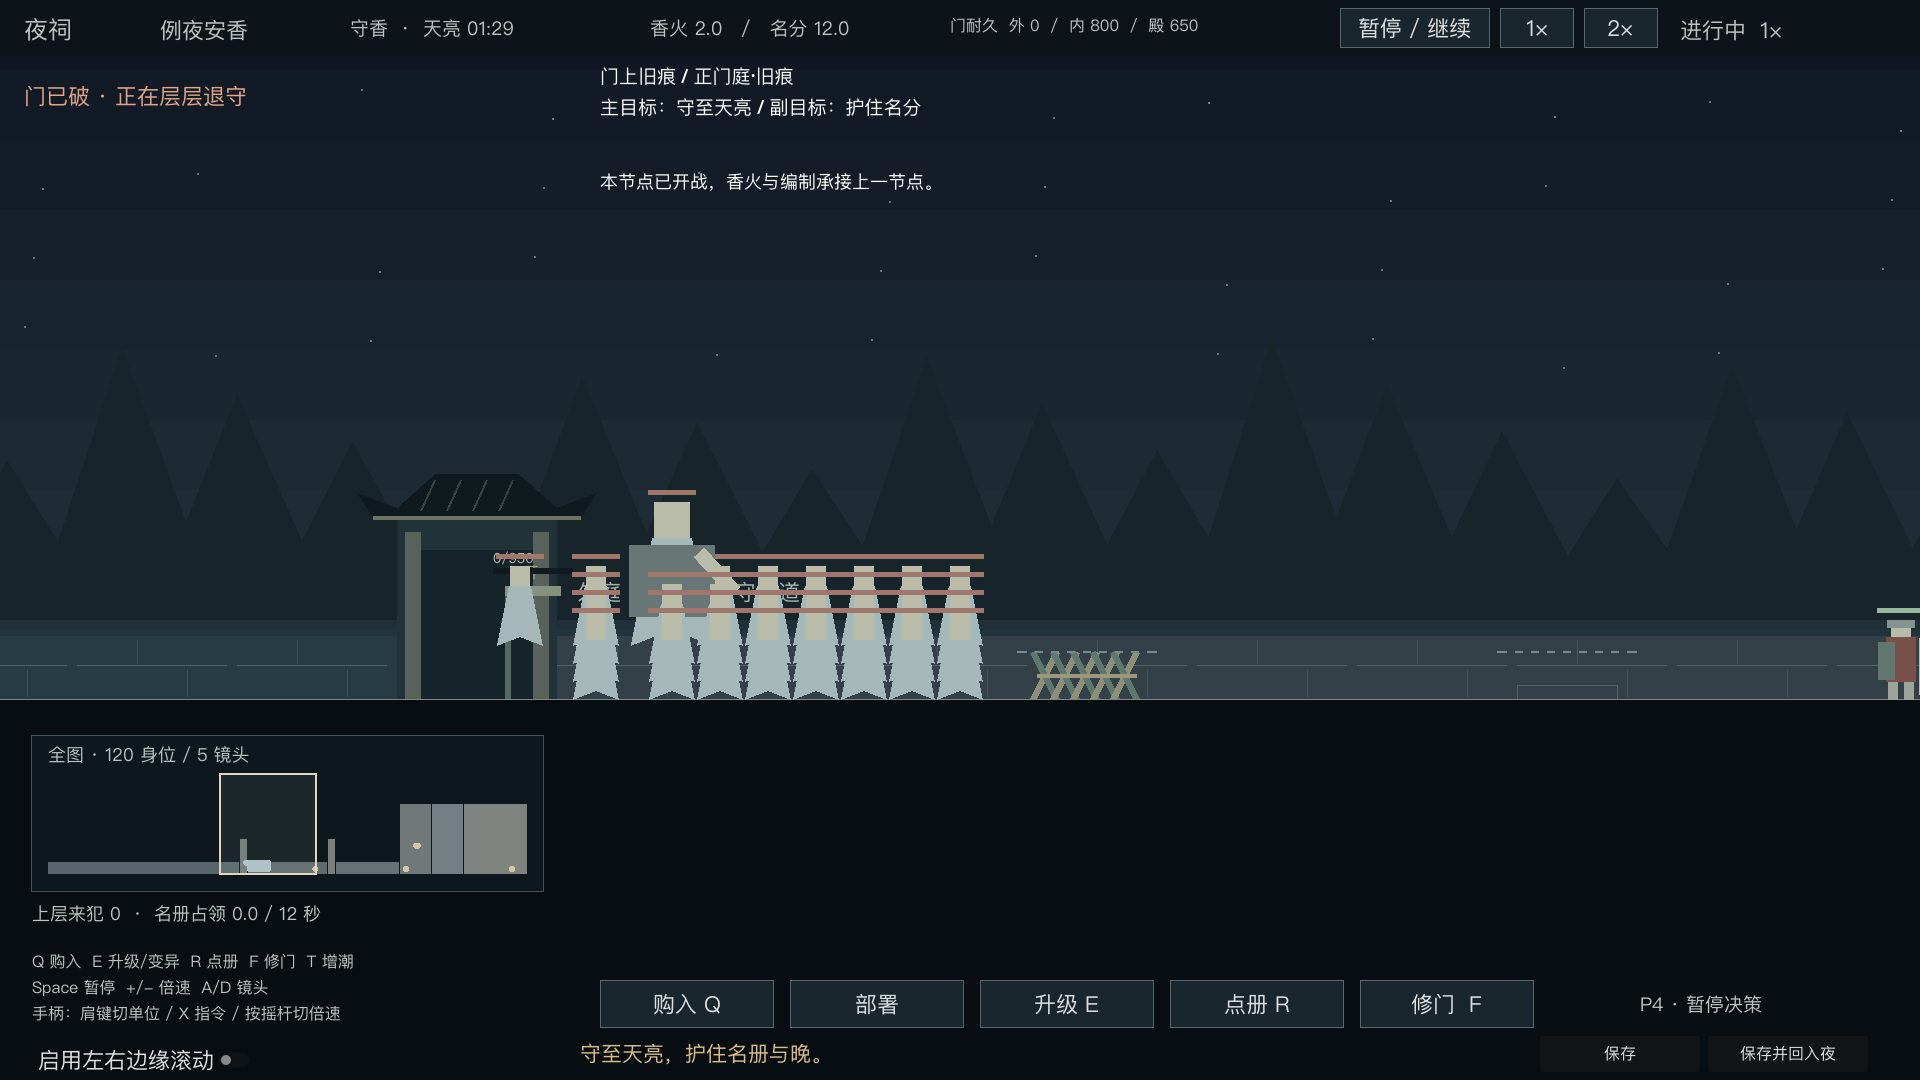 夜祠
例夜安香
守香 · 天亮 01:29
香火 2.0 / 名分 12.0
门耐久 外 0 / 内 800 / 殿 650
暂停 / 继续
1×
2×
进行中 1×
门已破 · 正在层层退守
门上旧痕 / 正门庭·旧痕
主目标：守至天亮 / 副目标：护住名分
本节点已开战，香火与编制承接上一节点。
0/950
庭
守
道
全图 · 120 身位 / 5 镜头
上层来犯 0 · 名册占领 0.0 / 12 秒
Q 购入 E 升级/变异 R 点册 F 修门 T 增潮
Space 暂停 +/− 倍速 A/D 镜头
手柄：肩键切单位 / X 指令 / 按摇杆切倍速
启用左右边缘滚动
购入 Q
部署
升级 E
点册 R
修门 F
P4 · 暂停决策
守至天亮，护住名册与晚。
保存
保存并回入夜